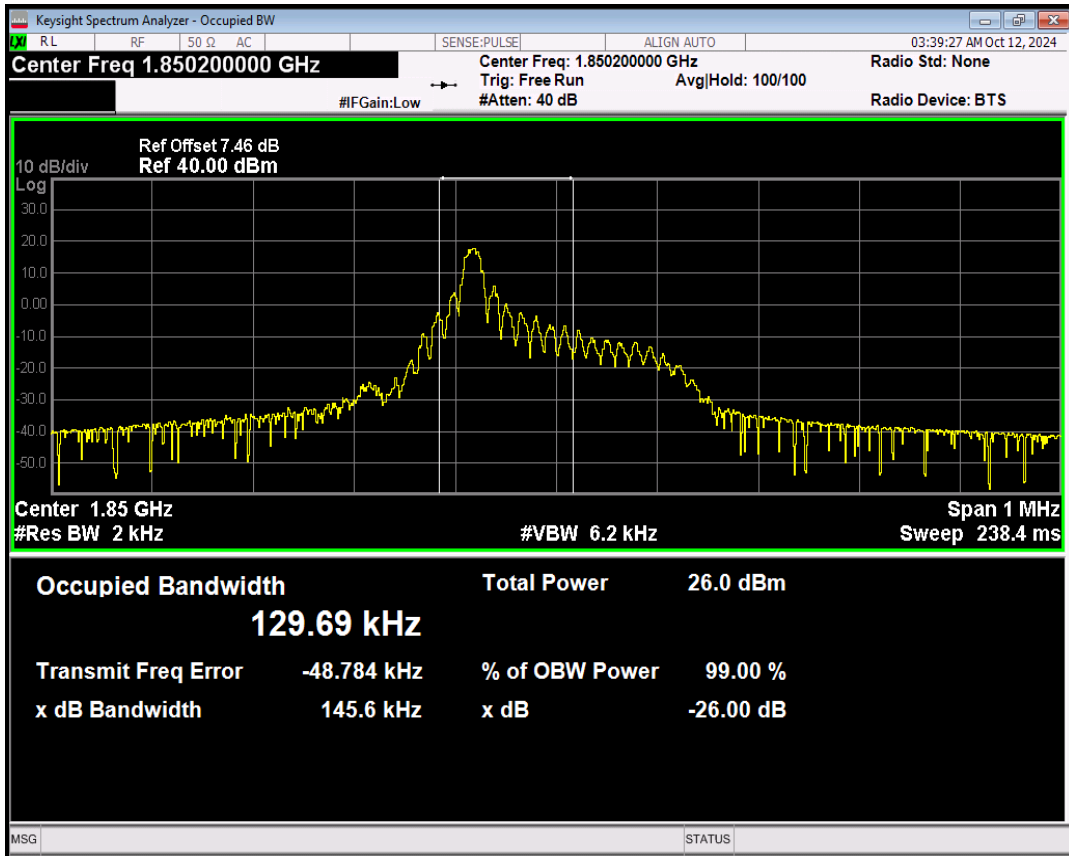 Keysight Spectrum Analyzer - Occupied BW
LXI RL RF 50 Ω AC SENSE:PULSE ALIGN AUTO 03:39:27 AM Oct 12, 2024
Center Freq 1.850200000 GHz
Center Freq: 1.850200000 GHz
Radio Std: None
Trig: Free Run Avg|Hold: 100/100
#IFGain:Low
#Atten: 40 dB
Radio Device: BTS
Ref Offset 7.46 dB
10 dB/div Ref 40.00 dBm
Log
30.0
20.0
10.0
0.00
-10.0
-20.0
-30.0
-40.0
-50.0
Center 1.85 GHz Span 1 MHz
#Res BW 2 kHz #VBW 6.2 kHz Sweep 238.4 ms
Occupied Bandwidth Total Power 26.0 dBm
129.69 kHz
Transmit Freq Error -48.784 kHz % of OBW Power 99.00 %
x dB Bandwidth 145.6 kHz x dB -26.00 dB
MSG STATUS